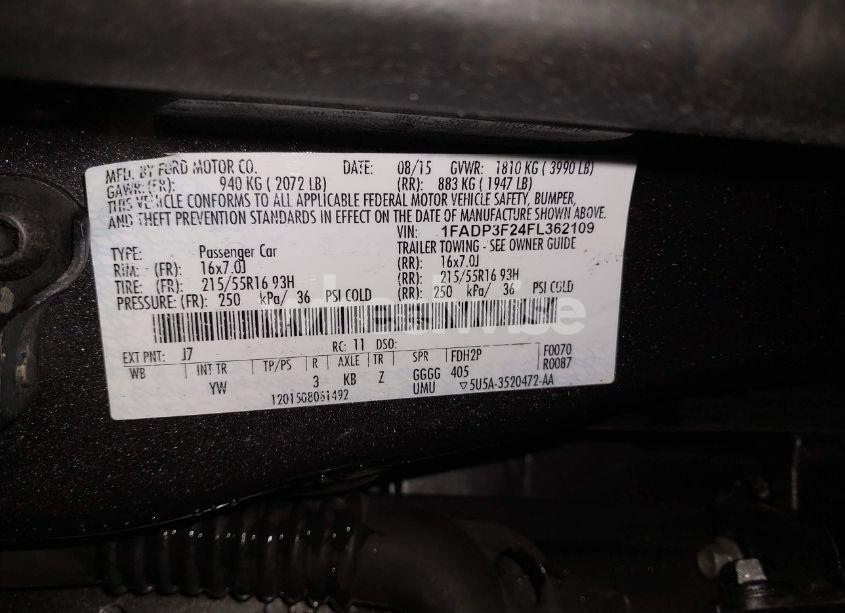 MFD. BY FORD MOTOR CO. DATE: 08/15 GVWR: 1810 KG ( 3990 LB)
GAWR: (FR): 940 KG ( 2072 LB) (RR): 883 KG ( 1947 LB)
THIS VEHICLE CONFORMS TO ALL APPLICABLE FEDERAL MOTOR VEHICLE SAFETY, BUMPER,
AND THEFT PREVENTION STANDARDS IN EFFECT ON THE DATE OF MANUFACTURE SHOWN ABOVE.
VIN: 1FADP3F24FL362109
TYPE: Passenger Car TRAILER TOWING - SEE OWNER GUIDE
RIM: (FR): 16x7.0J (RR): 16x7.0J
TIRE: (FR): 215/55R16 93H (RR): 215/55R16 93H
PRESSURE: (FR): 250 kPa/ 36 PSI COLD (RR): 250 kPa/ 36 PSI COLD
EXT PNT: J7 RC: 11 DSO:
WB INT TR TP/PS R AXLE TR SPR FDH2P F0070
YW 3 KB Z GGGG 405 R0087
UMU ▽5U5A-3520472-AA